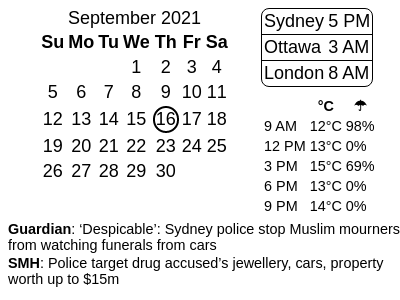 September 2021
Su Mo Tu We Th Fr Sa
1 2 3 4
5 6 7 8 9 10 11
12 13 14 15 16 17 18
19 20 21 22 23 24 25
26 27 28 29 30
Sydney 5 PM
Ottawa 3 AM
London 8 AM
°C ☂
9 AM 12°C 98%
12 PM 13°C 0%
3 PM 15°C 69%
6 PM 13°C 0%
9 PM 14°C 0%
Guardian: ‘Despicable’: Sydney police stop Muslim mourners
from watching funerals from cars
SMH: Police target drug accused’s jewellery, cars, property
worth up to $15m